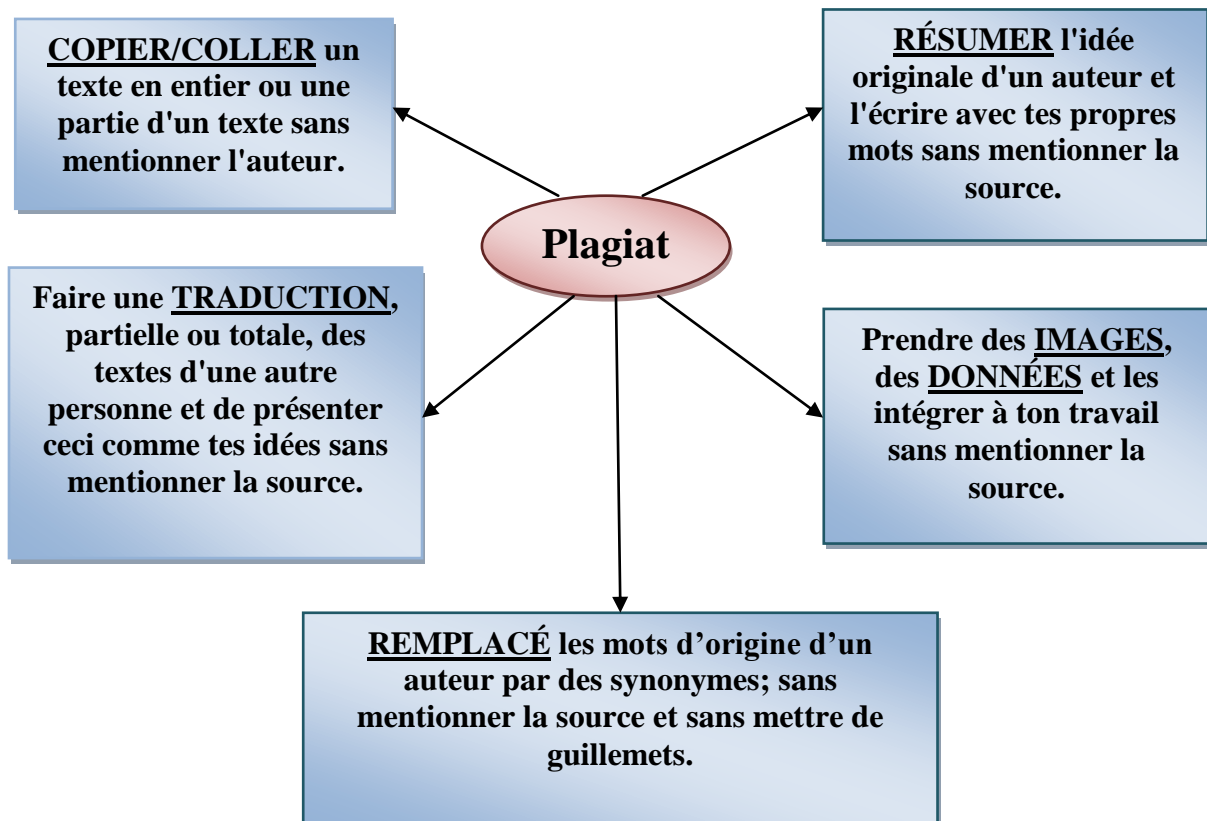 COPIER/COLLER un
texte en entier ou une
partie d'un texte sans
mentionner l'auteur.
RÉSUMER l'idée
originale d'un auteur et
l'écrire avec tes propres
mots sans mentionner la
source.
Plagiat
Faire une TRADUCTION,
partielle ou totale, des
textes d'une autre
personne et de présenter
ceci comme tes idées sans
mentionner la source.
Prendre des IMAGES,
des DONNÉES et les
intégrer à ton travail
sans mentionner la
source.
REMPLACÉ les mots d’origine d’un
auteur par des synonymes; sans
mentionner la source et sans mettre de
guillemets.